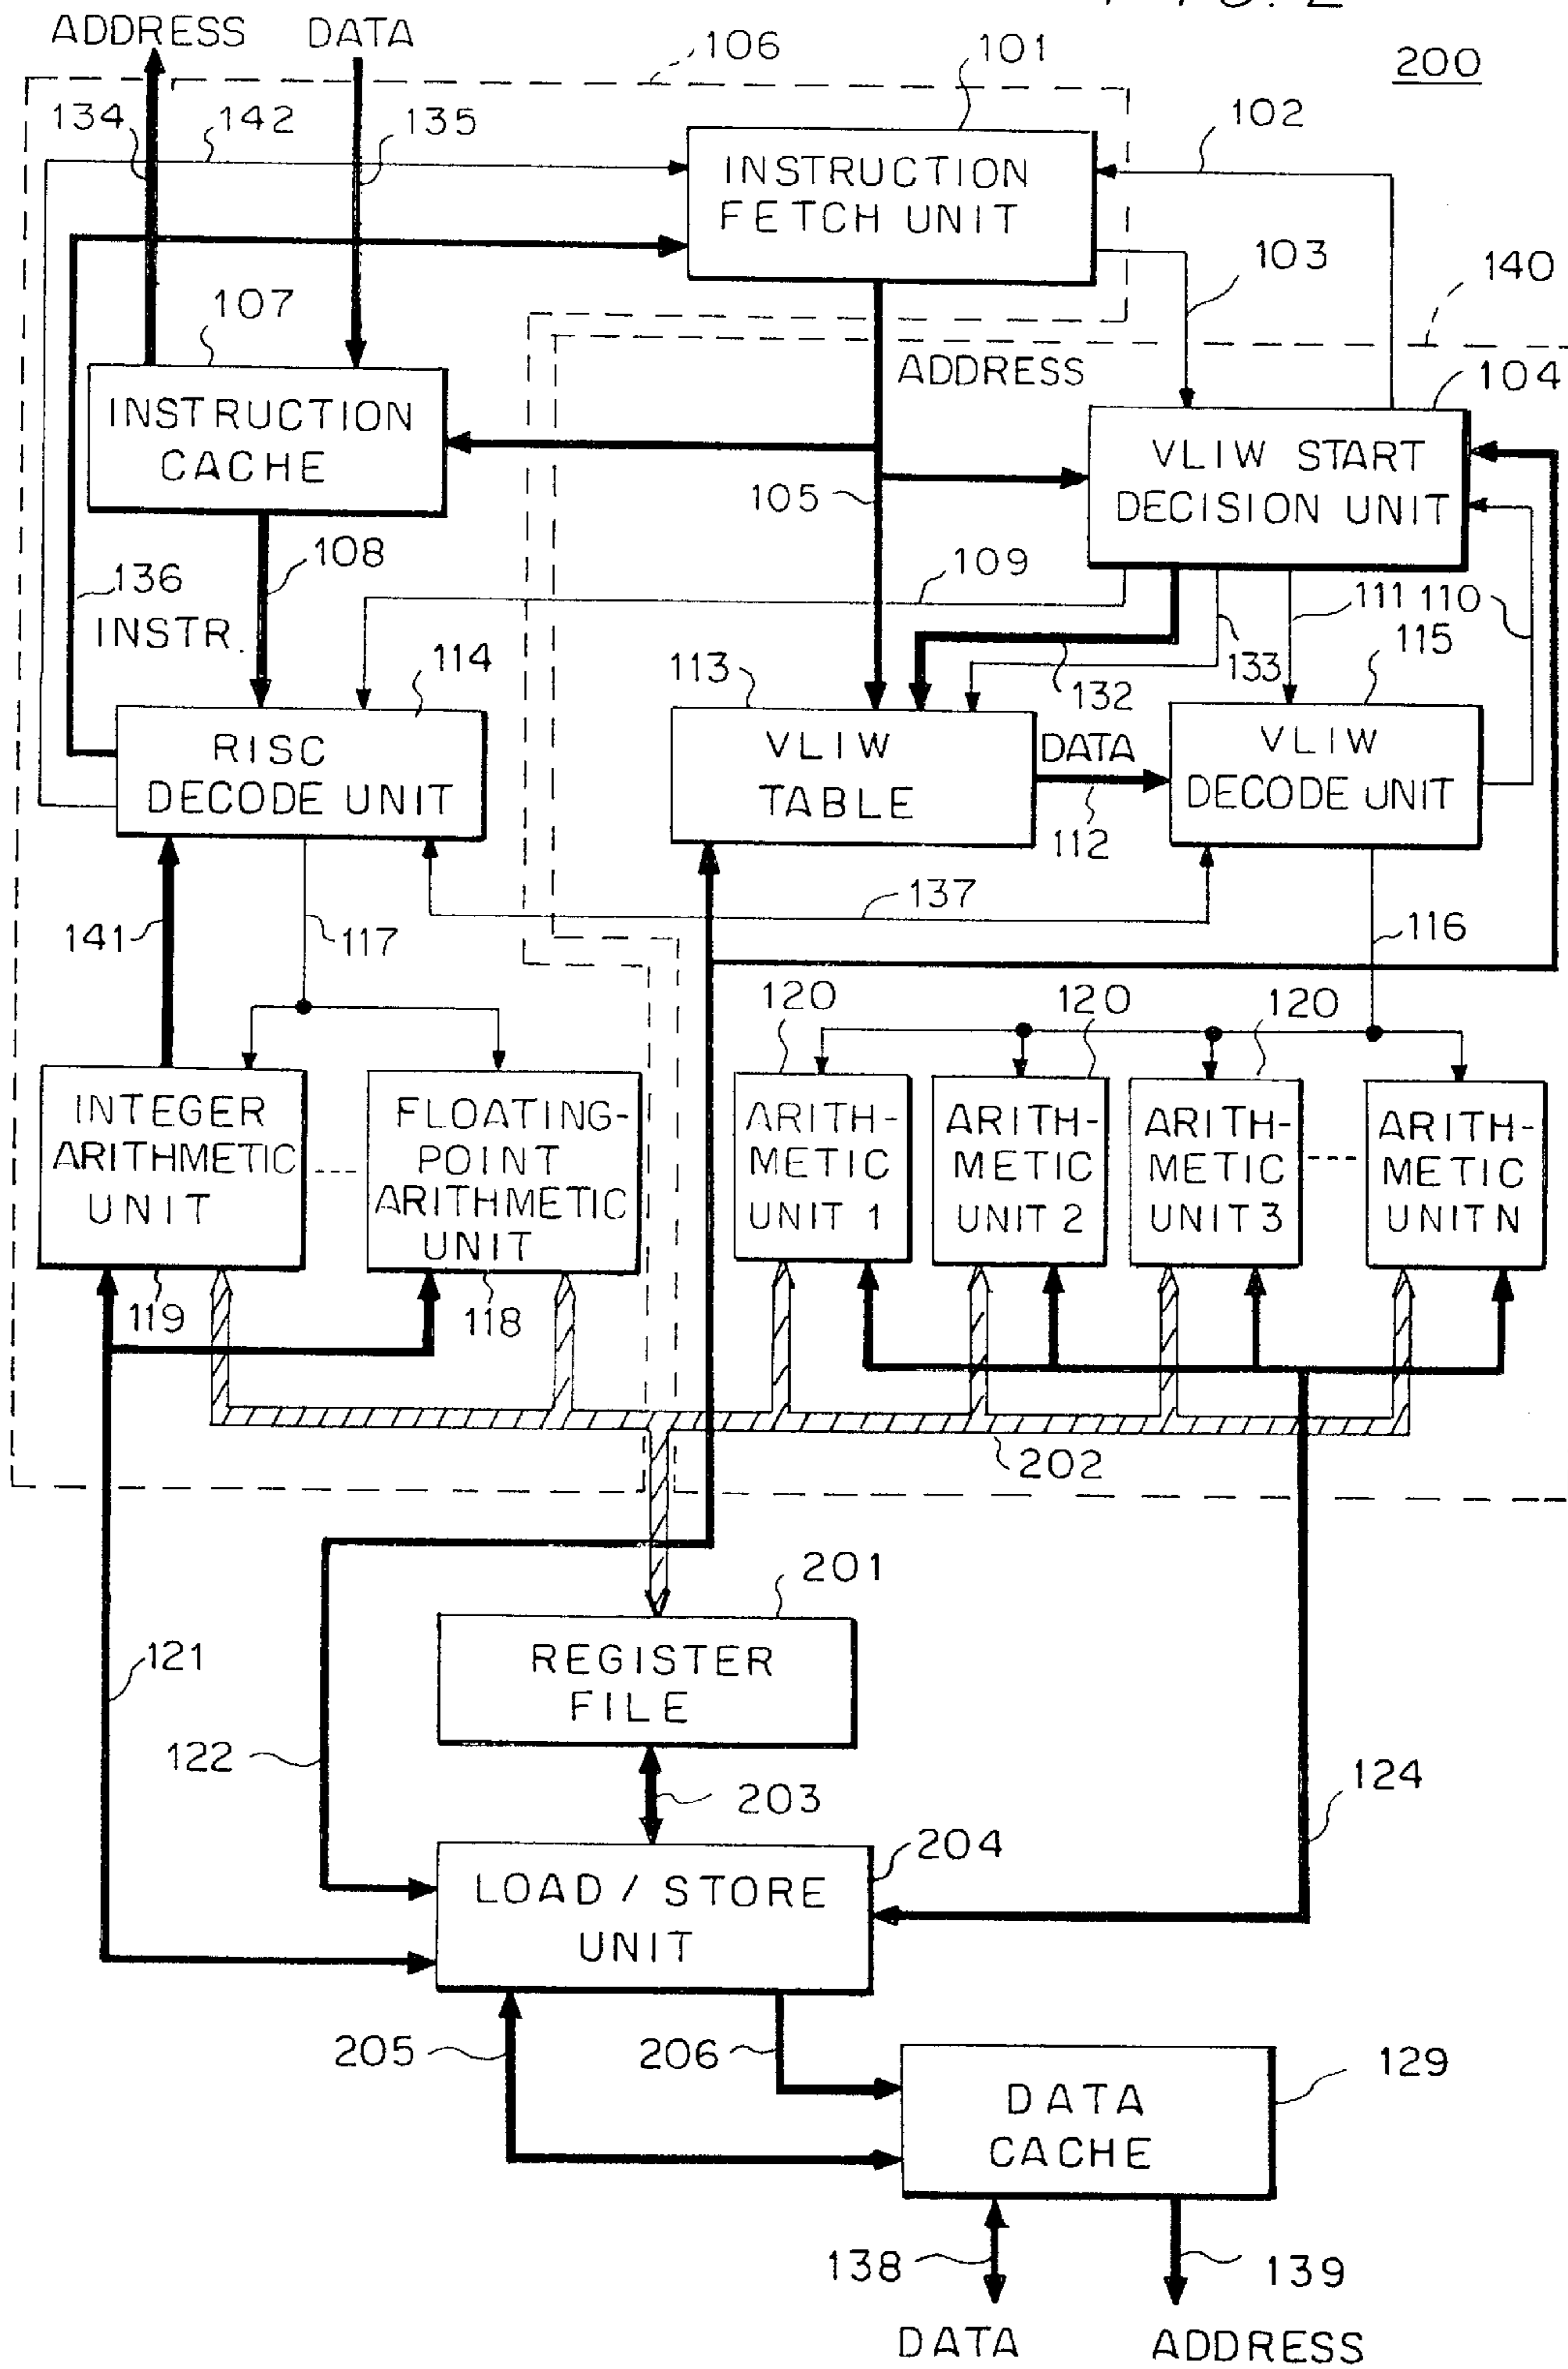 FIG. 2
ADDRESS DATA
106
101
200
134
142
135
102
INSTRUCTION
FETCH UNIT
103
140
107
ADDRESS
104
INSTRUCTION
CACHE
VLIW START
DECISION UNIT
105
108
109
136
INSTR.
111
110
114
113
132
133
115
RISC
DECODE UNIT
VLIW
TABLE
DATA
112
VLIW
DECODE UNIT
137
141
117
116
120
120
120
INTEGER
ARITHMETIC
UNIT
---
FLOATING-
POINT
ARITHMETIC
UNIT
ARITH-
METIC
UNIT 1
ARITH-
METIC
UNIT 2
ARITH-
METIC
UNIT 3
---
ARITH-
METIC
UNIT N
119
118
202
201
REGISTER
FILE
121
122
203
124
204
LOAD / STORE
UNIT
205
206
129
DATA
CACHE
138
139
DATA
ADDRESS